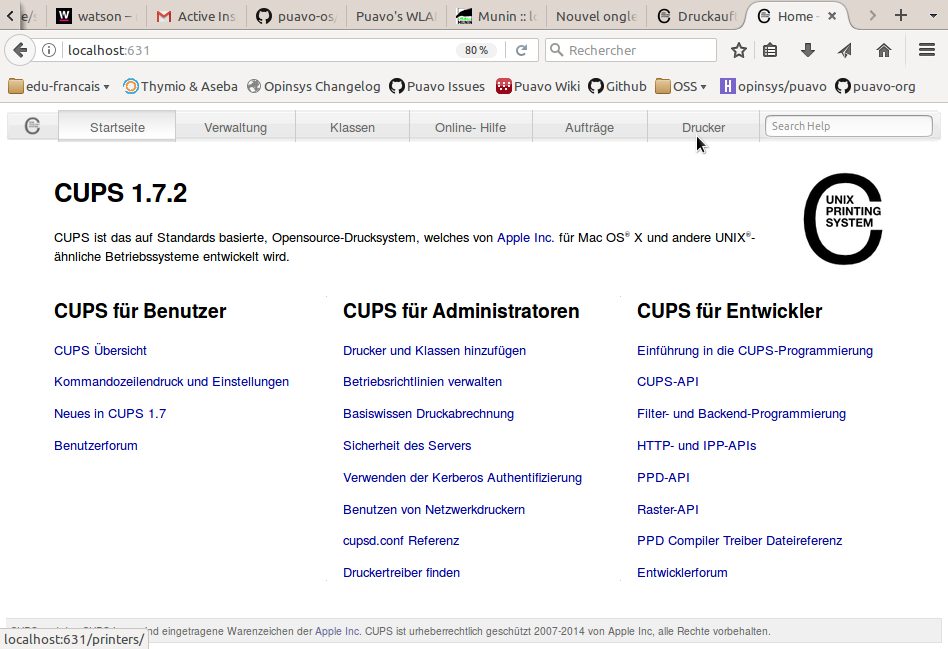 e/s
watson –
Active Ins
puavo-os,
Puavo's WLA
Munin :: lo
Nouvel ongle
Druckauf
Home -
localhost:631
80 %
Rechercher
edu-francais
Thymio & Aseba
Opinsys Changelog
Puavo Issues
Puavo Wiki
Github
OSS
opinsys/puavo
puavo-org
Startseite
Verwaltung
Klassen
Online- Hilfe
Aufträge
Drucker
Search Help
CUPS 1.7.2
UNIX
PRINTING
SYSTEM
CUPS ist das auf Standards basierte, Opensource-Drucksystem, welches von Apple Inc. für Mac OS® X und andere UNIX®-
ähnliche Betriebssysteme entwickelt wird.
CUPS für Benutzer
CUPS Übersicht
Kommandozeilendruck und Einstellungen
Neues in CUPS 1.7
Benutzerforum
CUPS für Administratoren
Drucker und Klassen hinzufügen
Betriebsrichtlinien verwalten
Basiswissen Druckabrechnung
Sicherheit des Servers
Verwenden der Kerberos Authentifizierung
Benutzen von Netzwerkdruckern
cupsd.conf Referenz
Druckertreiber finden
CUPS für Entwickler
Einführung in die CUPS-Programmierung
CUPS-API
Filter- und Backend-Programmierung
HTTP- und IPP-APIs
PPD-API
Raster-API
PPD Compiler Treiber Dateireferenz
Entwicklerforum
nd eingetragene Warenzeichen der Apple Inc. CUPS ist urheberrechtlich geschützt 2007-2014 von Apple Inc, alle Rechte vorbehalten.
localhost:631/printers/